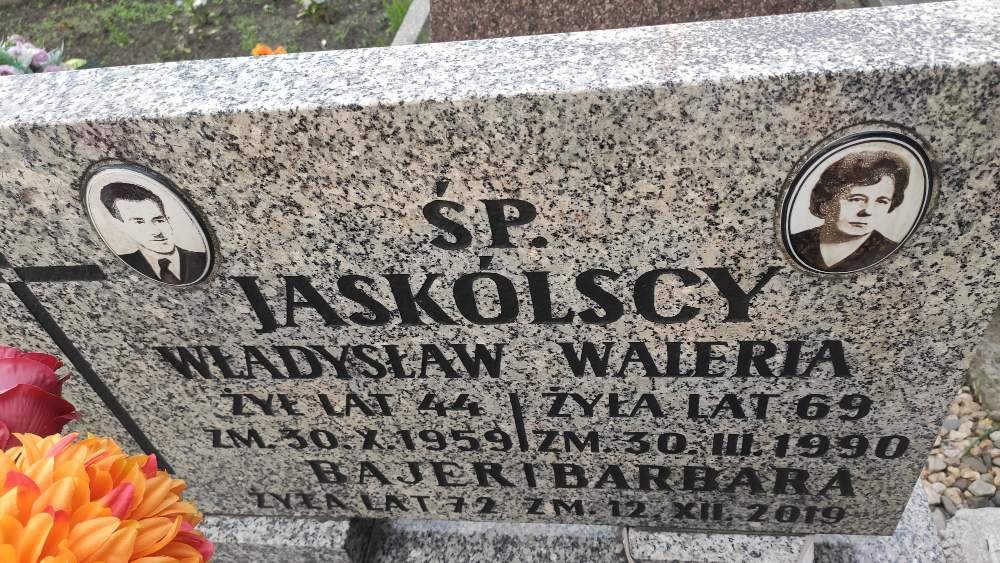 ŚP.
JASKÓLSCY
WŁADYSŁAW WALERIA
ŻYŁ LAT 44 ŻYŁA LAT 69
ZM. 30. X. 1959 ZM. 30. III. 1990
BAJER BARBARA
ŻYŁA LAT 72 ZM. 12. XII. 2019